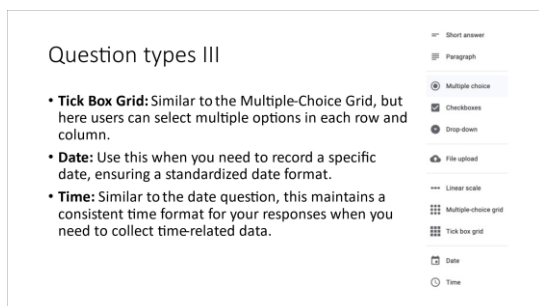 Question types III
• Tick Box Grid: Similar to the Multiple-Choice Grid, but
here users can select multiple options in each row and
column.
• Date: Use this when you need to record a specific
date, ensuring a standardized date format.
• Time: Similar to the date question, this maintains a
consistent time format for your responses when you
need to collect time-related data.
Short answer
Paragraph
Multiple choice
Checkboxes
Drop-down
File upload
Linear scale
Multiple-choice grid
Tick box grid
Date
Time